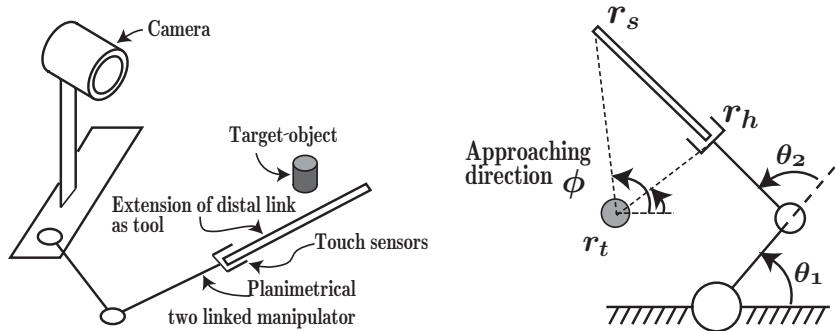 Camera
Target-object
Extension of distal link
as tool
Touch sensors
Planimetrical
two linked manipulator
r_s
r_h
Approaching
direction ϕ
θ_2
r_t
θ_1